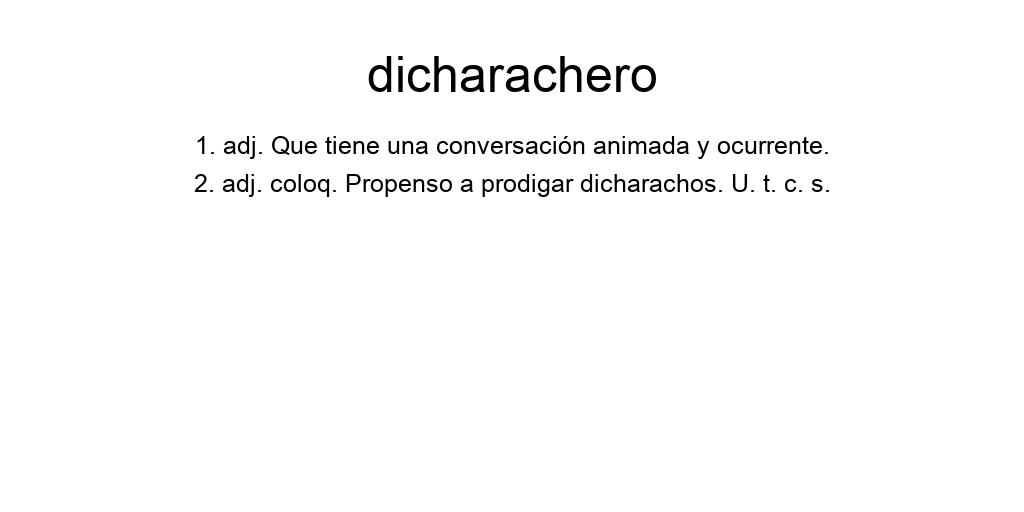 dicharachero
1. adj. Que tiene una conversación animada y ocurrente.
2. adj. coloq. Propenso a prodigar dicharachos. U. t. c. s.